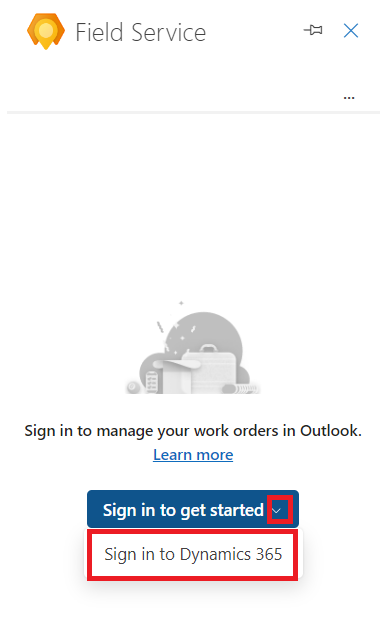 Field Service
...
Sign in to manage your work orders in Outlook.
Learn more
Sign in to get started
Sign in to Dynamics 365